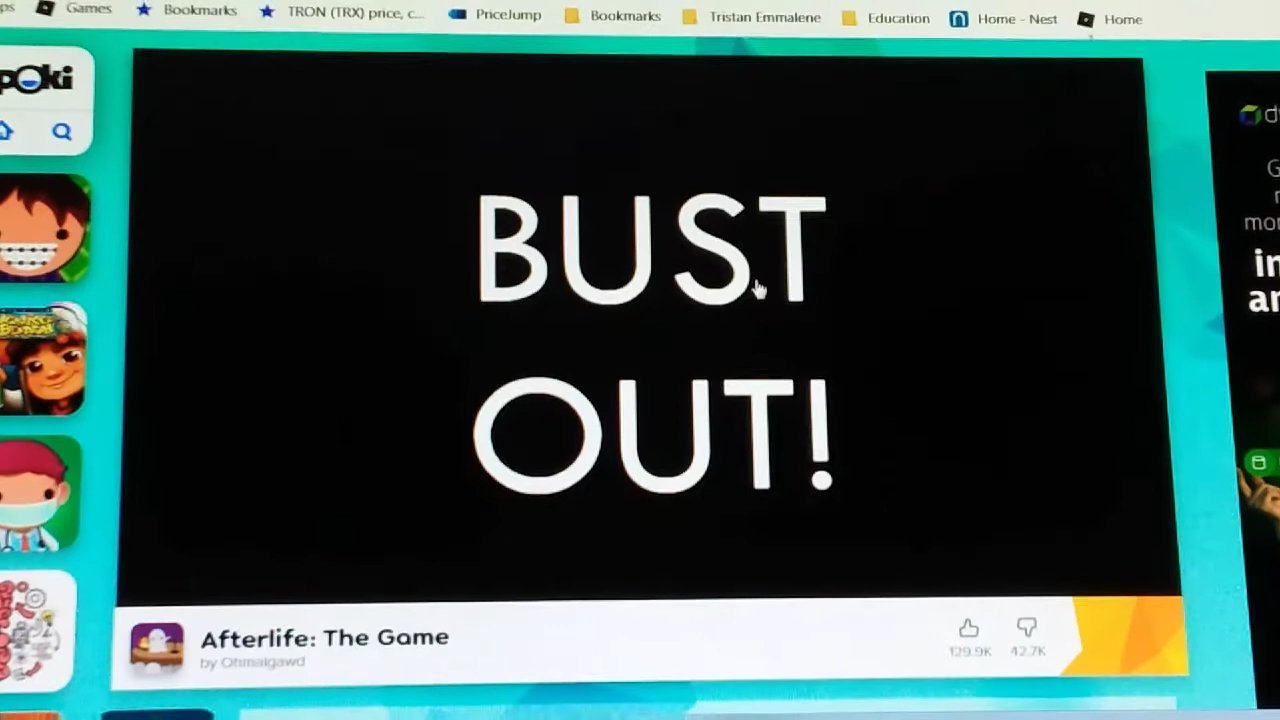 Games
Bookmarks
TRON (TRX) price, c...
PriceJump
Bookmarks
Tristan Emmalene
Education
Home - Nest
Home
poki
BUST
OUT!
Afterlife: The Game
by Ohmaigawd
129.9K
42.7K